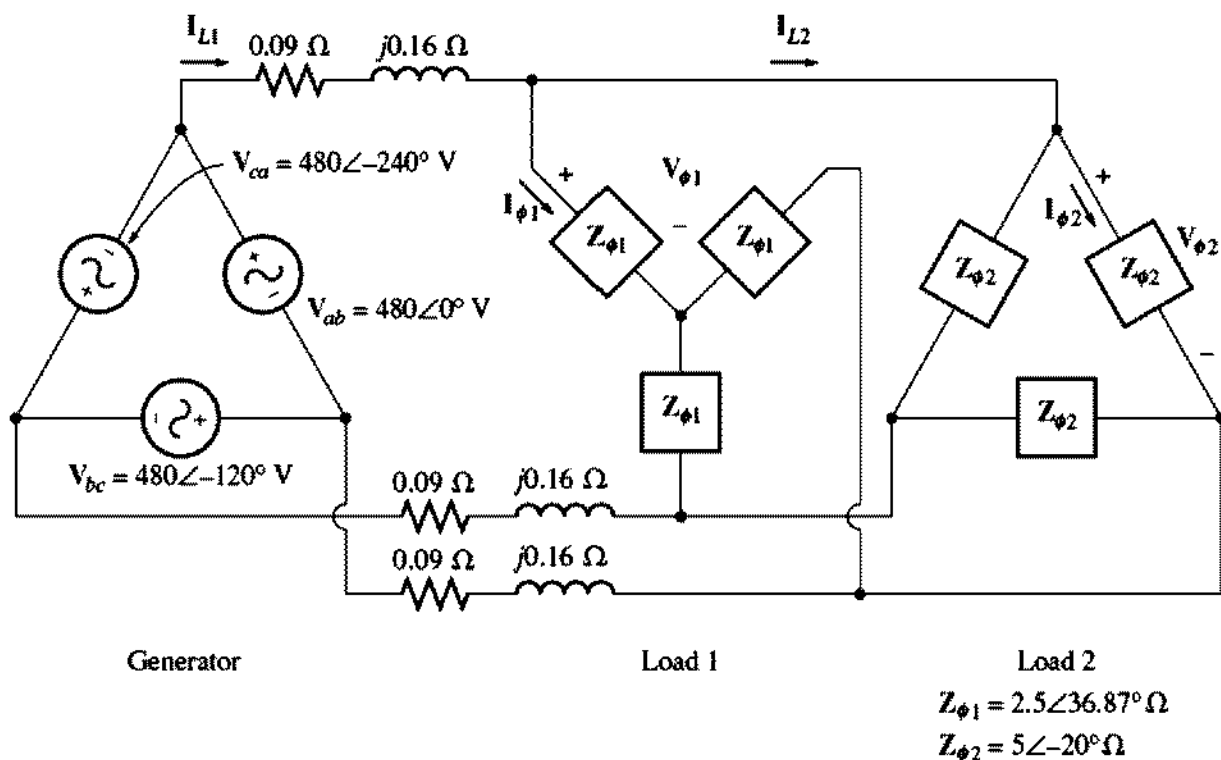 I_L1
0.09 Ω
j0.16 Ω
I_L2
V_ca = 480∠–240° V
+
V_ϕ1
I_ϕ1
–
Z_ϕ1
Z_ϕ1
+
I_ϕ2
V_ϕ2
–
+
+
–
Z_ϕ2
Z_ϕ2
V_ab = 480∠0° V
–
Z_ϕ1
–
+
Z_ϕ2
V_bc = 480∠–120° V
0.09 Ω
j0.16 Ω
0.09 Ω
j0.16 Ω
Generator
Load 1
Load 2
Z_ϕ1 = 2.5∠36.87° Ω
Z_ϕ2 = 5∠–20° Ω